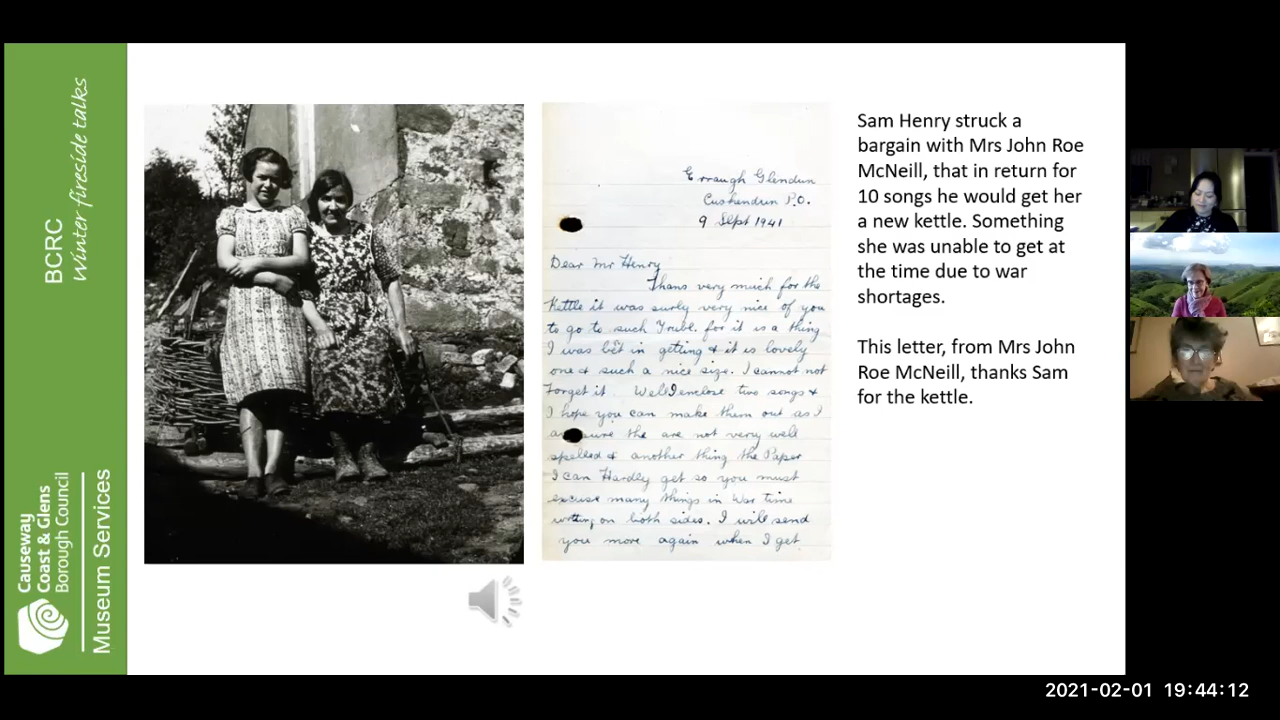 BCRC
Winter fireside talks
Causeway
Coast & Glens
Borough Council
Museum Services
Erraugh Glendun
Cushendun P.O.
9 Sept 1941
Dear Mr Henry
Thans very much for the
Kettle it was surly very nice of you
to go to such Truble. for it is a thing
I was bet in getting & it is lovely
one & such a nice size. I cannot not
Forget it. Well I enclose two songs &
I hope you can make them out as I
am sure the are not very well
spelled & another thing the Paper
I can Hardly get so you must
excuse many things in War time
writing on both sides. I will send
you more again when I get
Sam Henry struck a
bargain with Mrs John Roe
McNeill, that in return for
10 songs he would get her
a new kettle. Something
she was unable to get at
the time due to war
shortages.
This letter, from Mrs John
Roe McNeill, thanks Sam
for the kettle.
2021-02-01 19:44:12